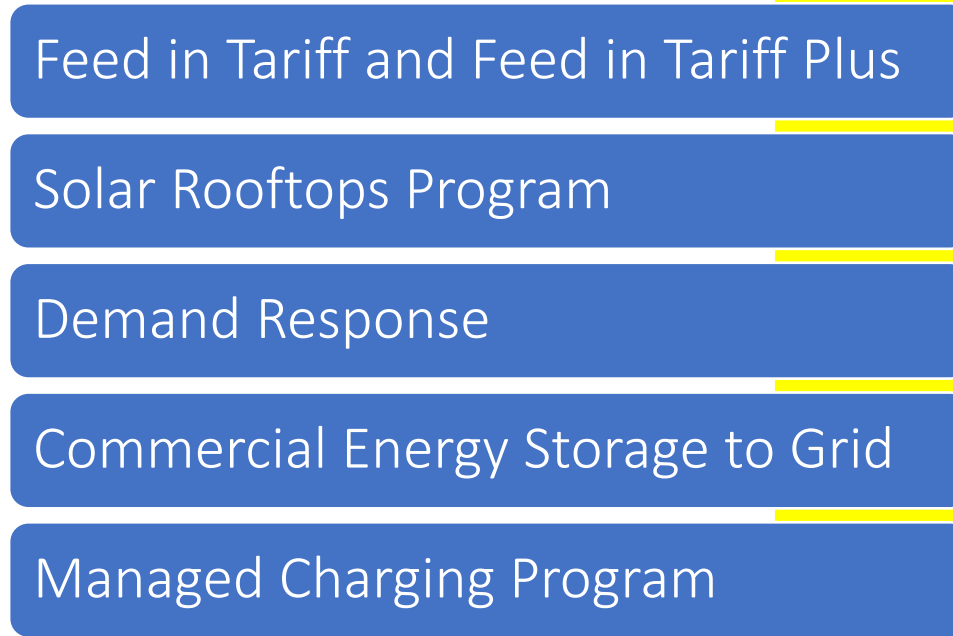 Feed in Tariff and Feed in Tariff Plus
Solar Rooftops Program
Demand Response
Commercial Energy Storage to Grid
Managed Charging Program